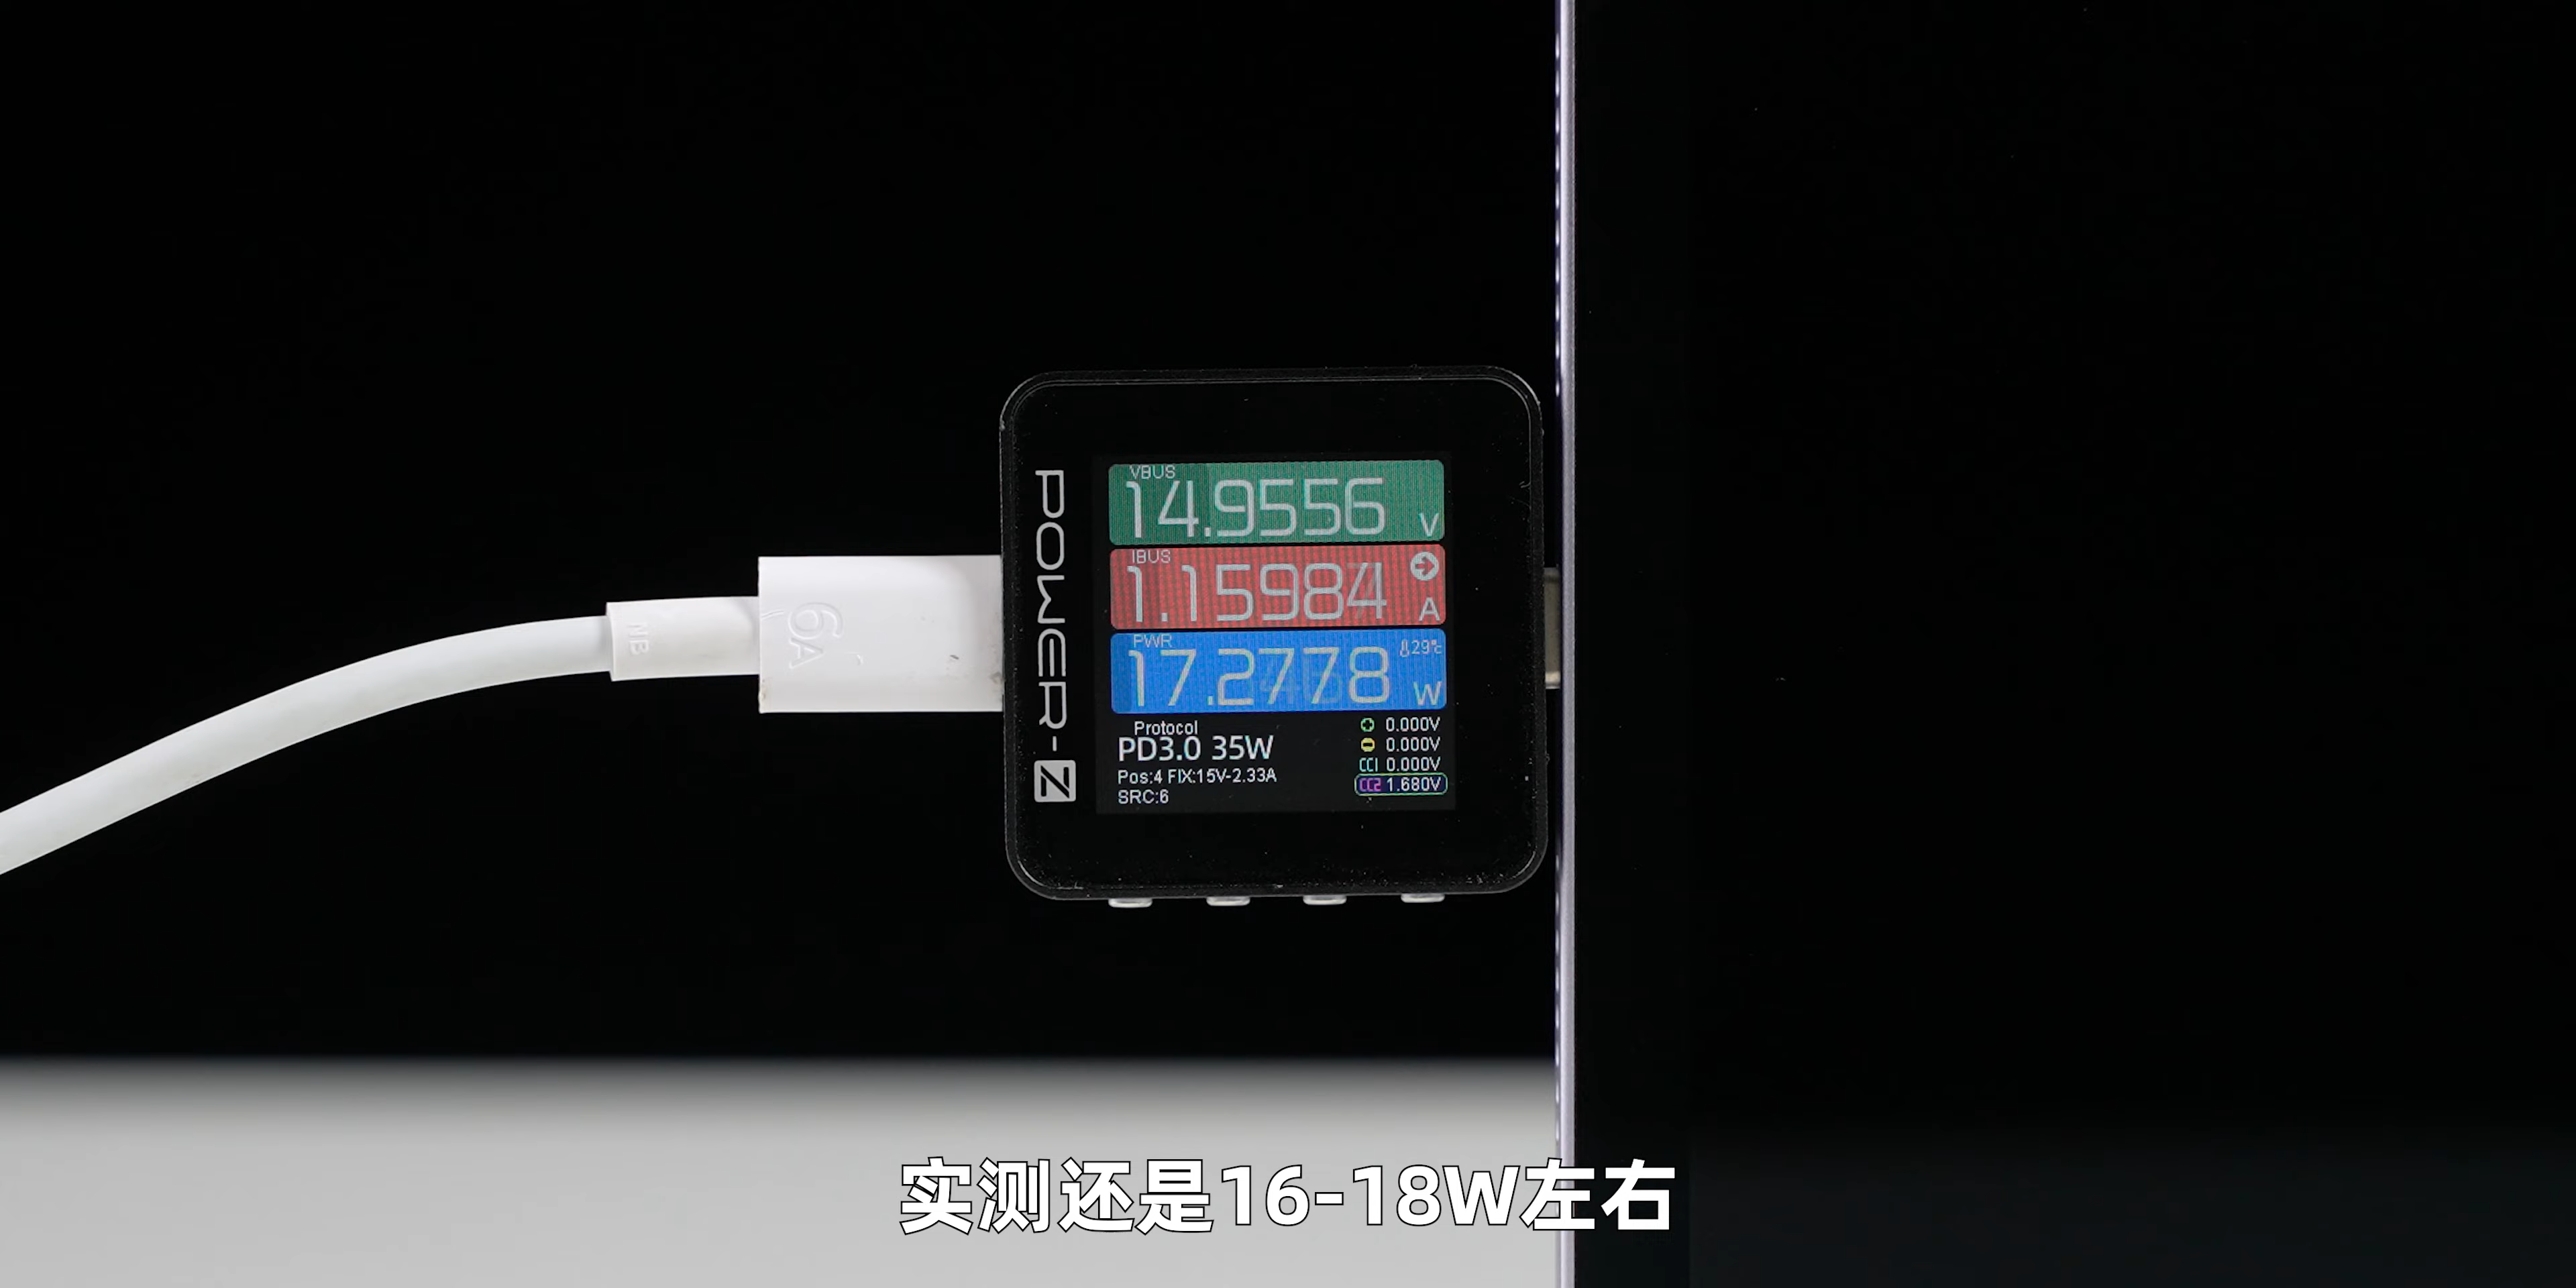 6A
MB
POWER-Z
VBUS
14.9556 V
IBUS
1.15984 A
PWR
29℃
17.2778 W
Protocol
PD3.0 35W
Pos:4 FIX:15V-2.33A
SRC:6
0.000V
0.000V
CC1 0.000V
CC2 1.680V
实测还是16-18W左右